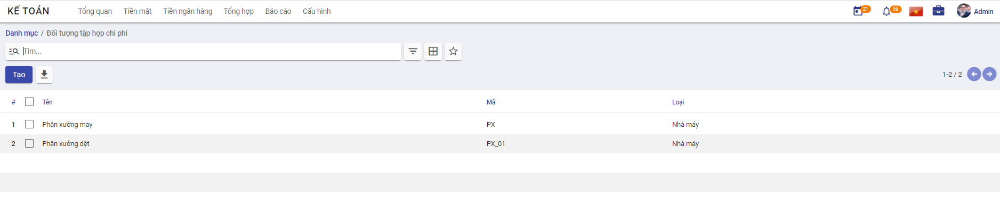 KẾ TOÁN Tổng quan Tiền mặt Tiền ngân hàng Tổng hợp Báo cáo Cấu hình 21 28 Admin
Danh mục / Đối tượng tập hợp chi phí
Tìm...
Tạo 1-2 / 2
# Tên Mã Loại
1 Phân xưởng may PX Nhà máy
2 Phân xưởng dệt PX_01 Nhà máy